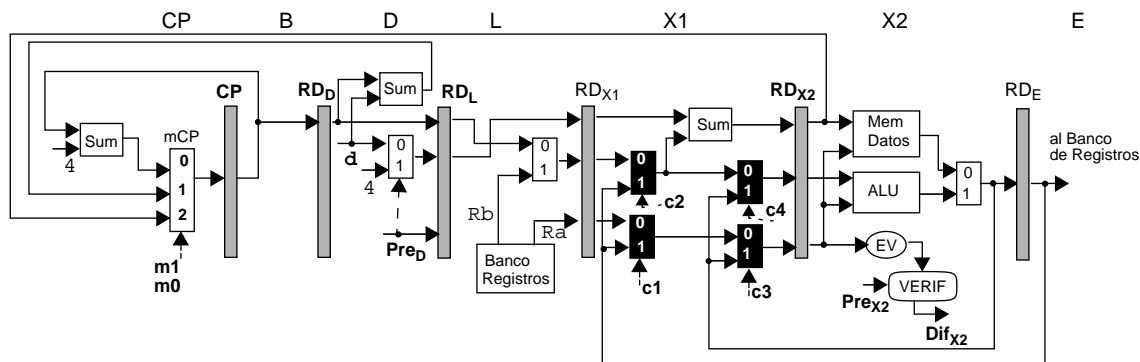 CP B D L X1 X2 E
CP
RD_D
RD_L
RD_X1
RD_X2
RD_E
Sum
4
mCP
0
1
2
m1
m0
Sum
d
4
0
1
Pre_D
Rb
Ra
Banco
Registros
0
1
0
1
c2
0
1
c1
Sum
0
1
c4
0
1
c3
Mem
Datos
ALU
0
1
EV
VERIF
Pre_X2
Dif_X2
al Banco
de Registros